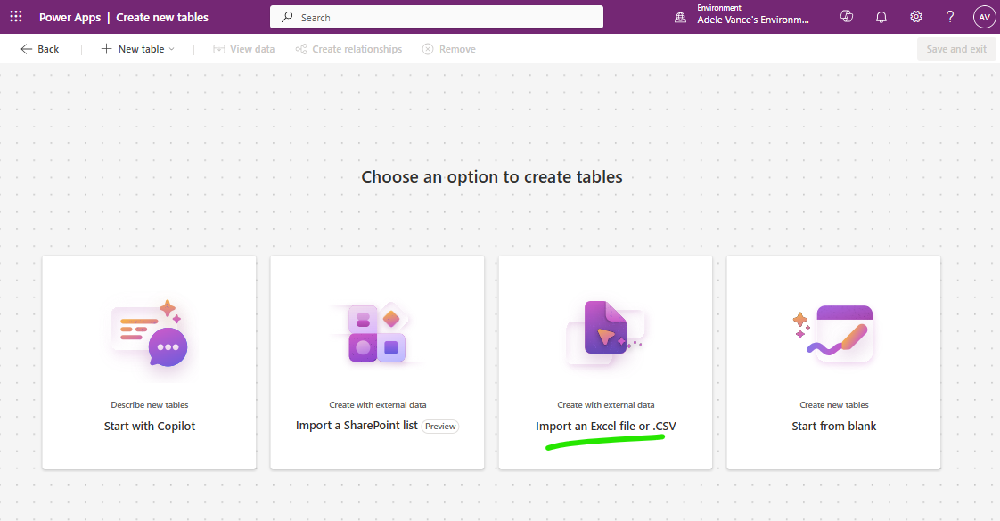 Power Apps | Create new tables
Search
Environment
Adele Vance's Environm...
?
AV
Back
New table
View data
Create relationships
Remove
Save and exit
Choose an option to create tables
Describe new tables
Start with Copilot
Create with external data
Import a SharePoint list Preview
Create with external data
Import an Excel file or .CSV
Create new tables
Start from blank